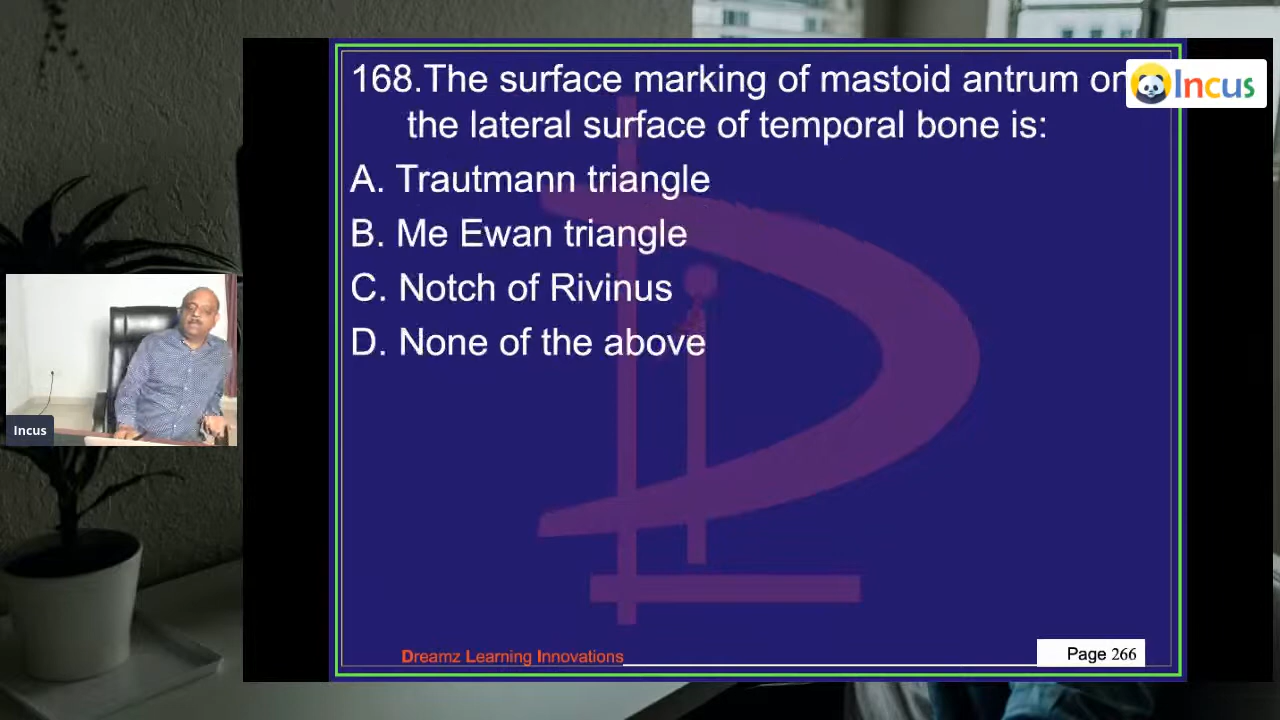 168.The surface marking of mastoid antrum on
Incus
the lateral surface of temporal bone is:
A. Trautmann triangle
B. Me Ewan triangle
C. Notch of Rivinus
D. None of the above
Incus
Dreamz Learning Innovations
Page 266